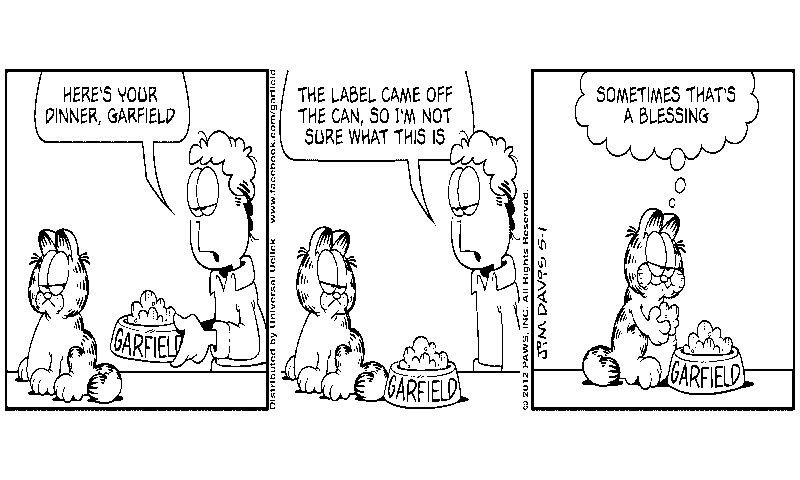 HERE'S YOUR
DINNER, GARFIELD
GARFIELD
Distributed by Universal Uclick www.facebook.com/garfield
THE LABEL CAME OFF
THE CAN, SO I'M NOT
SURE WHAT THIS IS
GARFIELD
© 2012 PAWS, INC. All Rights Reserved.
JIM DAVIS 5-1
SOMETIMES THAT'S
A BLESSING
GARFIELD